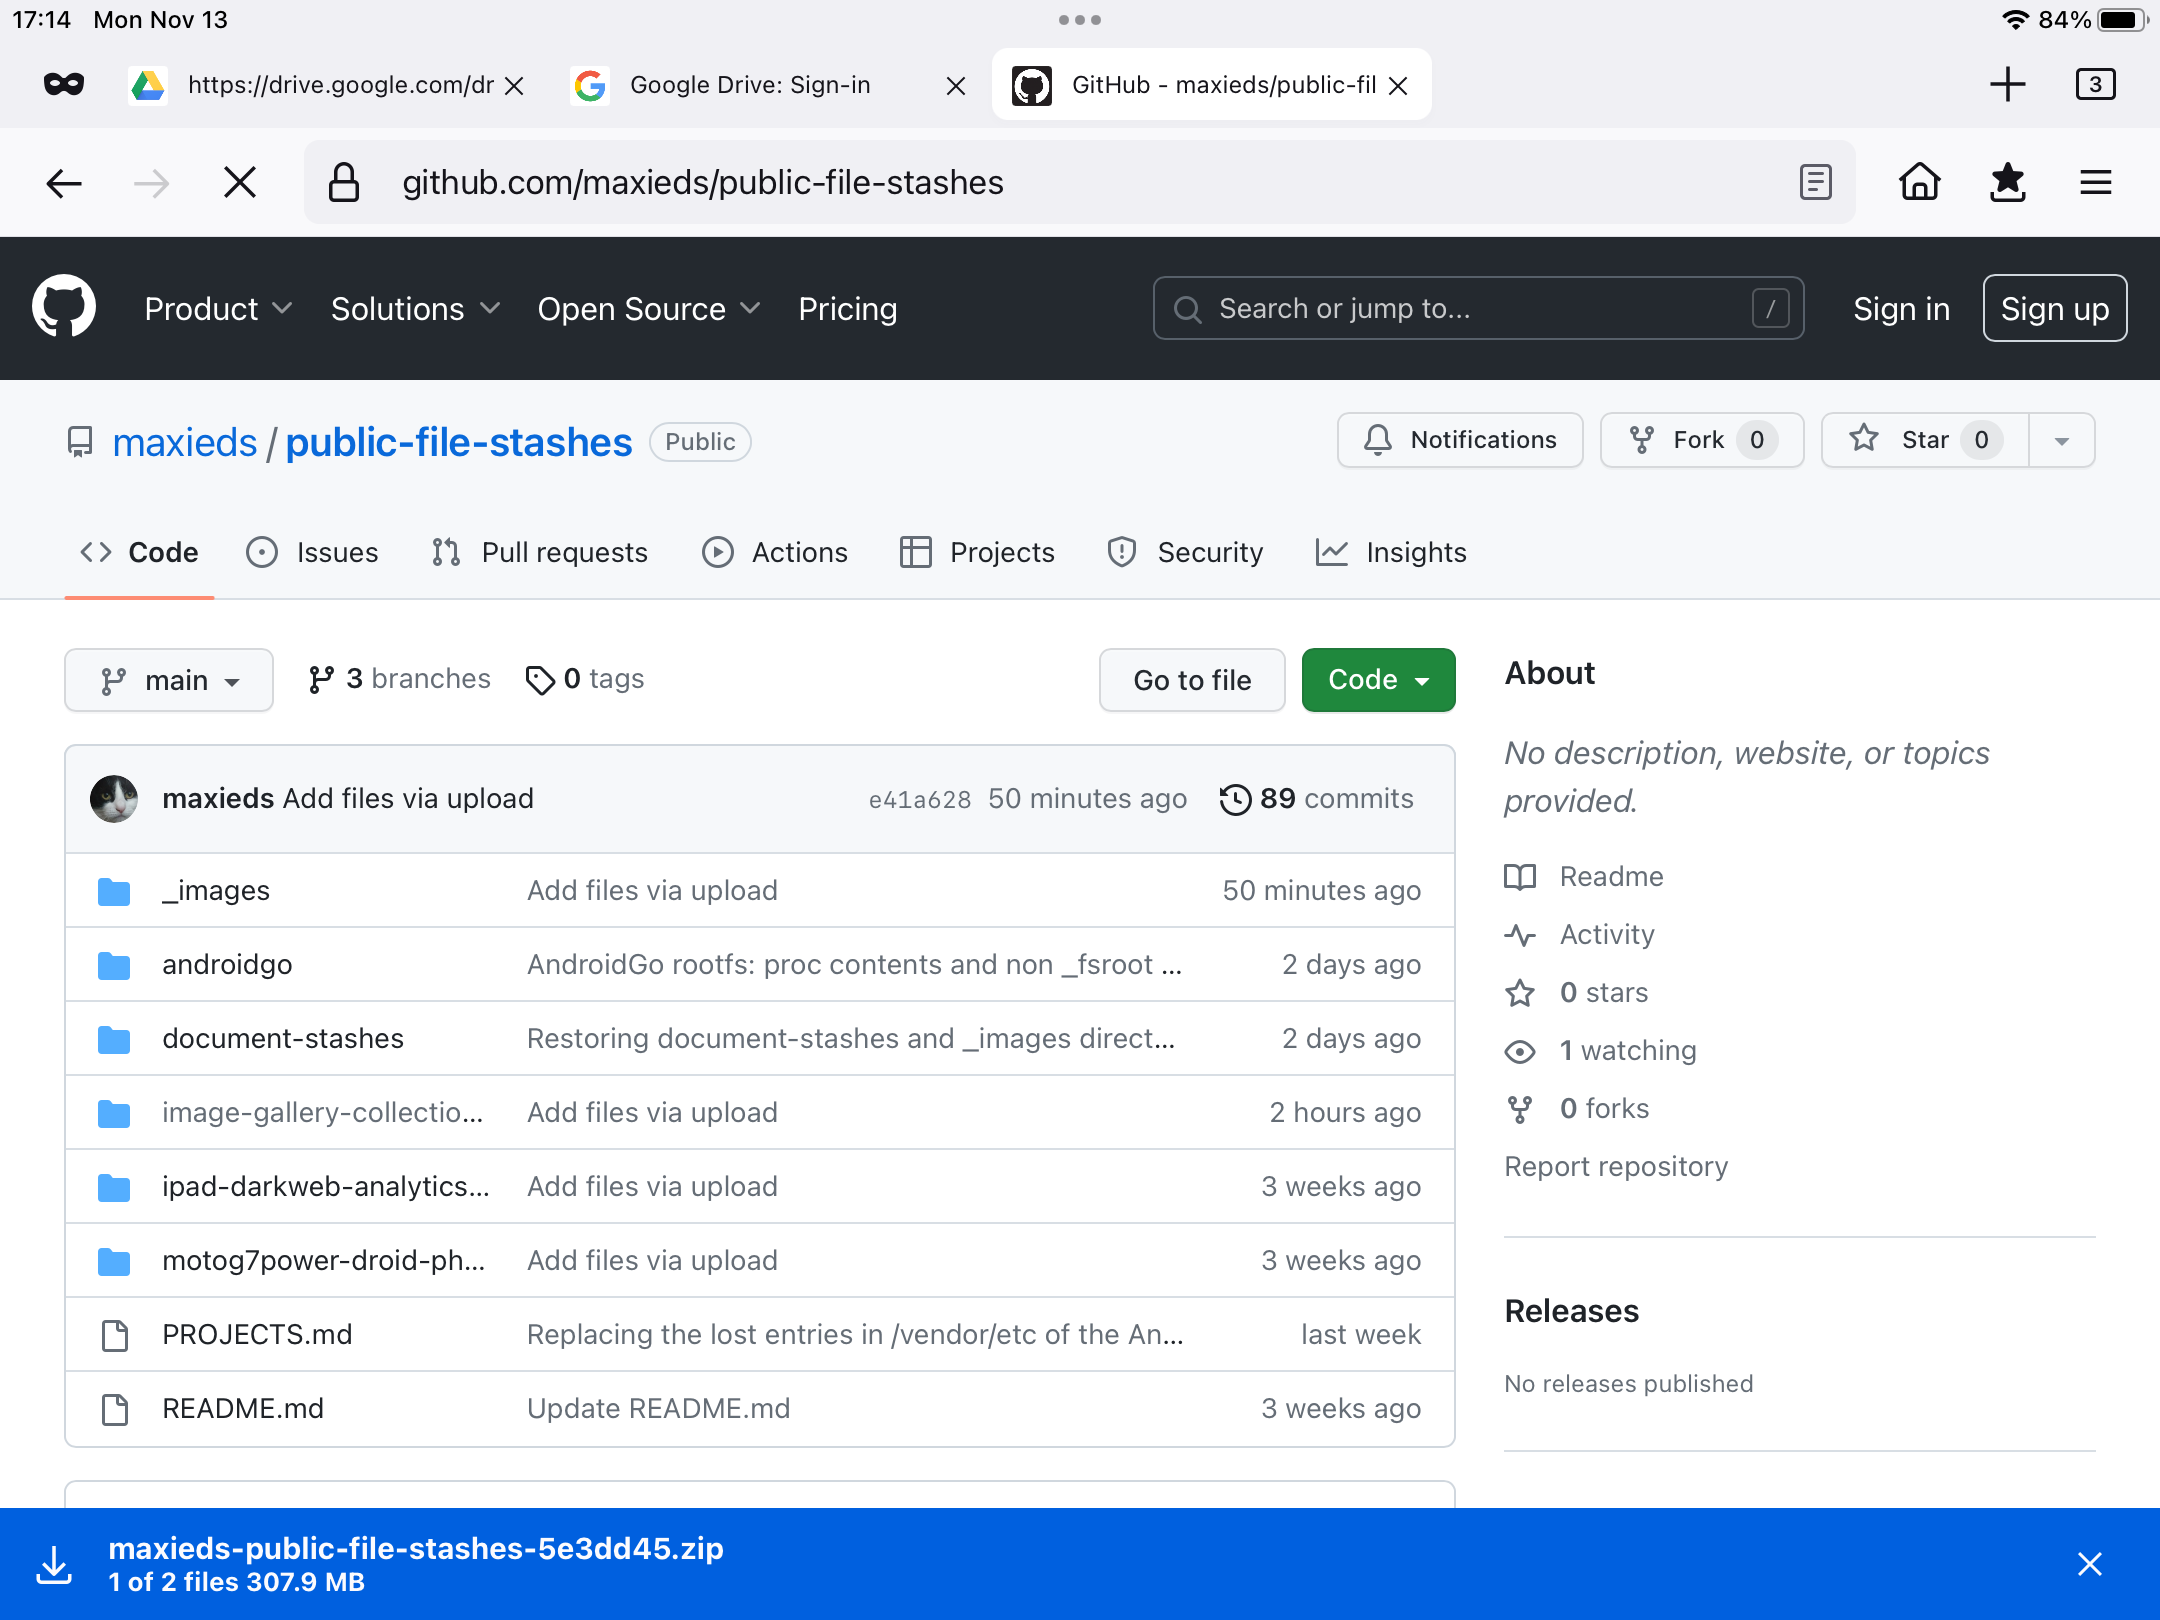 17:14 Mon Nov 13
84%
https://drive.google.com/dr
Google Drive: Sign-in
GitHub - maxieds/public-fil
3
github.com/maxieds/public-file-stashes
Product
Solutions
Open Source
Pricing
Search or jump to...
/
Sign in
Sign up
maxieds / public-file-stashes
Public
Notifications
Fork 0
Star 0
Code
Issues
Pull requests
Actions
Projects
Security
Insights
main
3 branches
0 tags
Go to file
Code
maxieds Add files via upload e41a628 50 minutes ago 89 commits
_images Add files via upload 50 minutes ago
androidgo AndroidGo rootfs: proc contents and non _fsroot ... 2 days ago
document-stashes Restoring document-stashes and _images direct... 2 days ago
image-gallery-collectio... Add files via upload 2 hours ago
ipad-darkweb-analytics... Add files via upload 3 weeks ago
motog7power-droid-ph... Add files via upload 3 weeks ago
PROJECTS.md Replacing the lost entries in /vendor/etc of the An... last week
README.md Update README.md 3 weeks ago
About
No description, website, or topics
provided.
Readme
Activity
0 stars
1 watching
0 forks
Report repository
Releases
No releases published
maxieds-public-file-stashes-5e3dd45.zip
1 of 2 files 307.9 MB